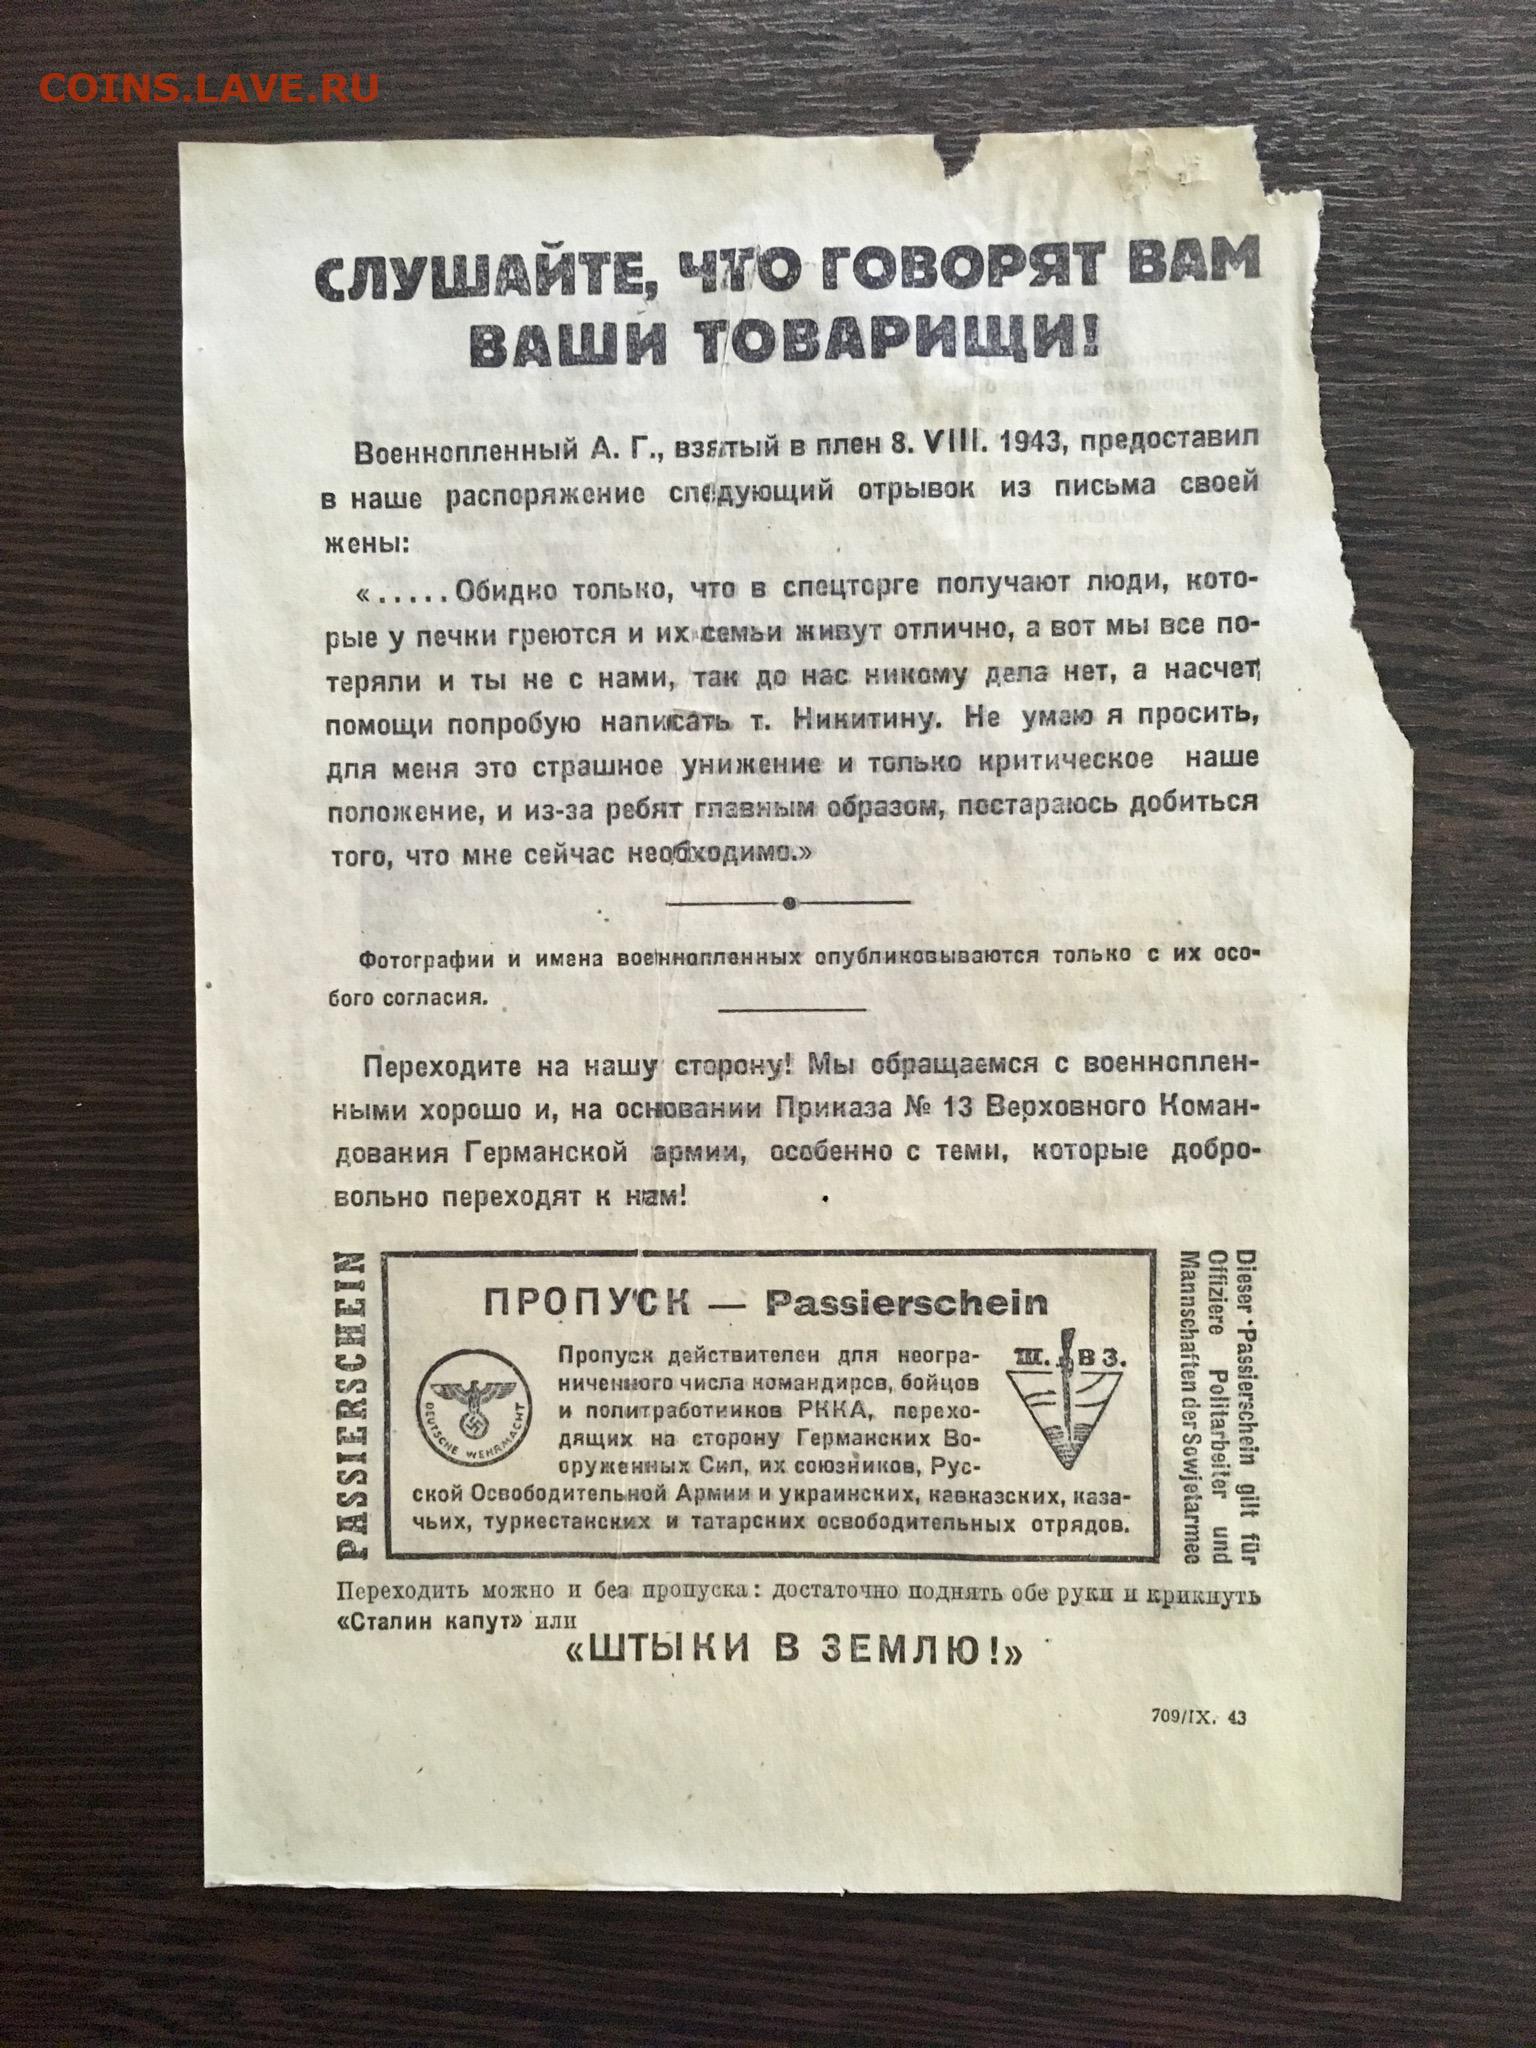 COINS.LAVE.RU
СЛУШАЙТЕ, ЧТО ГОВОРЯТ ВАМ
ВАШИ ТОВАРИЩИ!
Военнопленный А. Г., взятый в плен 8. VIII. 1943, предоставил
в наше распоряжение следующий отрывок из письма своей
жены:
«.....Обидно только, что в спецторге получают люди, кото-
рые у печки греются и их семьи живут отлично, а вот мы все по-
теряли и ты не с нами, так до нас никому дела нет, а насчет
помощи попробую написать т. Никитину. Не умею я просить,
для меня это страшное унижение и только критическое наше
положение, и из-за ребят главным образом, постараюсь добиться
того, что мне сейчас необходимо.»
Фотографии и имена военнопленных опубликовываются только с их осо-
бого согласия.
Переходите на нашу сторону! Мы обращаемся с военноплен-
ными хорошо и, на основании Приказа № 13 Верховного Коман-
дования Германской армии, особенно с теми, которые добро-
вольно переходят к нам!
PASSIERSCHEIN
ПРОПУСК — Passierschein
DEUTSCHE WEHRMACHT
Ш. В З.
Пропуск действителен для неогра-
ниченного числа командиров, бойцов
и политработников РККА, перехо-
дящих на сторону Германских Во-
оруженных Сил, их союзников, Рус-
ской Освободительной Армии и украинских, кавказских, каза-
чьих, туркестанских и татарских освободительных отрядов.
Dieser Passierschein gilt für
Offiziere Politarbeiter und
Mannschaften der Sowjetarmee
Переходить можно и без пропуска: достаточно поднять обе руки и крикнуть
«Сталин капут» или
«ШТЫКИ В ЗЕМЛЮ!»
709/IX. 43